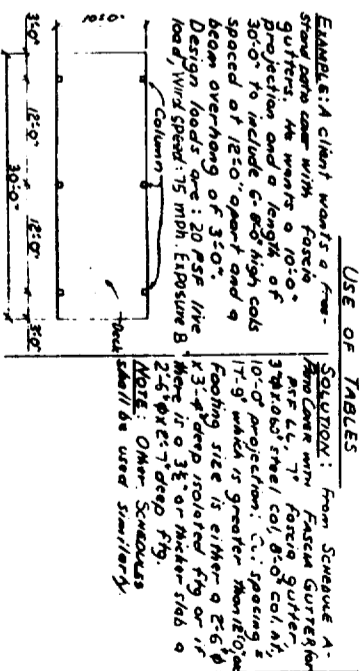 USE OF TABLES
EXAMPLE: A client wants a free-
stand patio cover with fascia
gutters. He wants a 10'-0"
projection and a length of
30'-0" to include 6-8'-0" high cols
spaced at 12'-0" apart and a
beam overhang of 3'-0".
Design loads are: 20 PSF live
load, Wind speed: 75 mph. Exposure B.
Column
Deck
3'-0"
12'-0"
12'-0"
3'-0"
30'-0"
SOLUTION: From SCHEDULE A-
Patio COVER WITH FASCIA GUTTER, for
PSF LL, 7" fascia gutter,
steel col, 8'-0" col. ht,
10'-0" projection: spacing =
17'-9" which is greater than 12'-0" oc
Footing size is either a 2'-6" ϕ
x 3'-4" deep isolated ftg or if
there is a 3½" or thicker slab a
2'-6" ϕ x 2'-7" deep ftg.
NOTE: OTHER SCHEDULES
shall be used similarly.